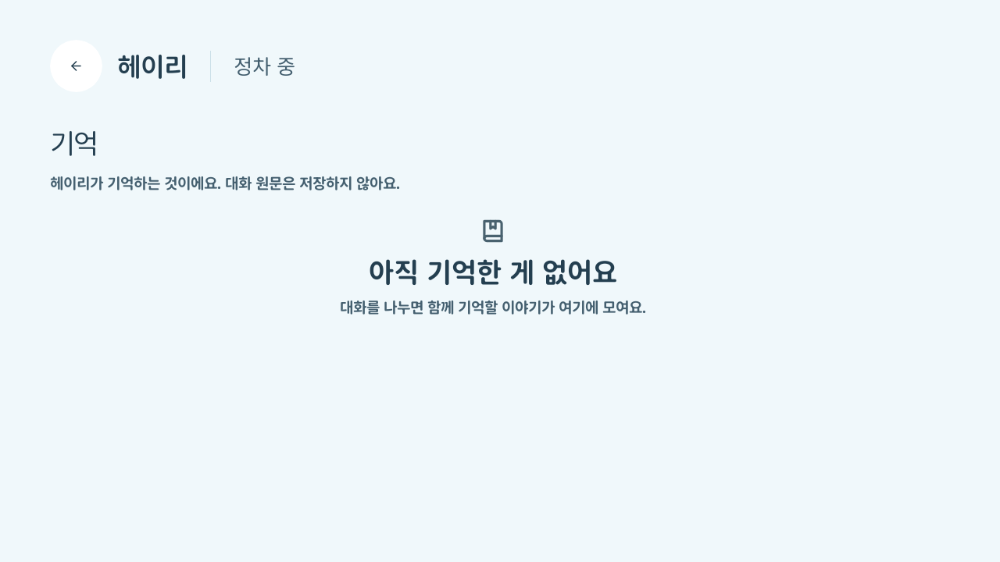 헤이리
정차 중
기억
헤이리가 기억하는 것이에요. 대화 원문은 저장하지 않아요.
아직 기억한 게 없어요
대화를 나누면 함께 기억할 이야기가 여기에 모여요.